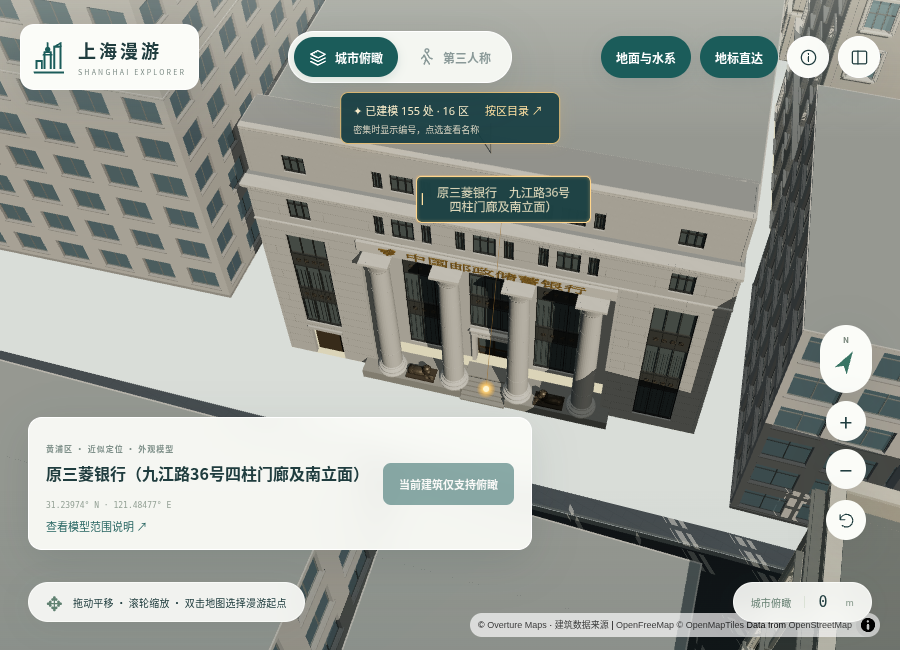 上海漫游
SHANGHAI EXPLORER
城市俯瞰
第三人称
地面与水系
地标直达
✦ 已建模 155 处 · 16 区 按区目录 ↗
密集时显示编号，点选查看名称
原三菱银行 九江路36号
四柱门廊及南立面）
中国邮政储蓄银行
N
黄浦区 · 近似定位 · 外观模型
原三菱银行（九江路36号四柱门廊及南立面）
31.23974° N · 121.48477° E
查看模型范围说明 ↗
当前建筑仅支持俯瞰
拖动平移 · 滚轮缩放 · 双击地图选择漫游起点
城市俯瞰 0 m
© Overture Maps · 建筑数据来源 | OpenFreeMap © OpenMapTiles Data from OpenStreetMap